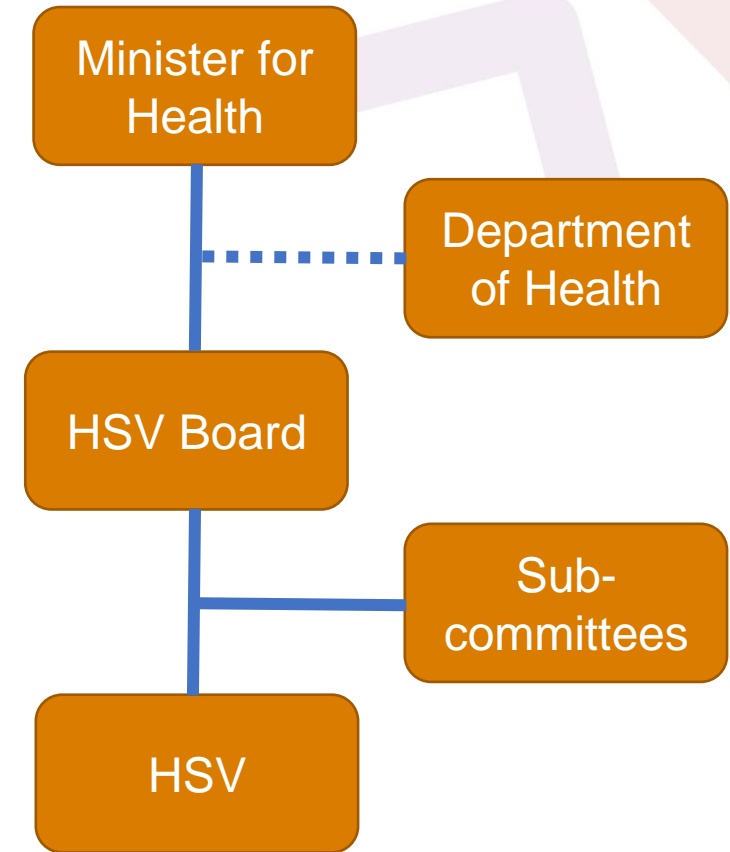 Minister for
Health
Department
of Health
HSV Board
Sub-
committees
HSV